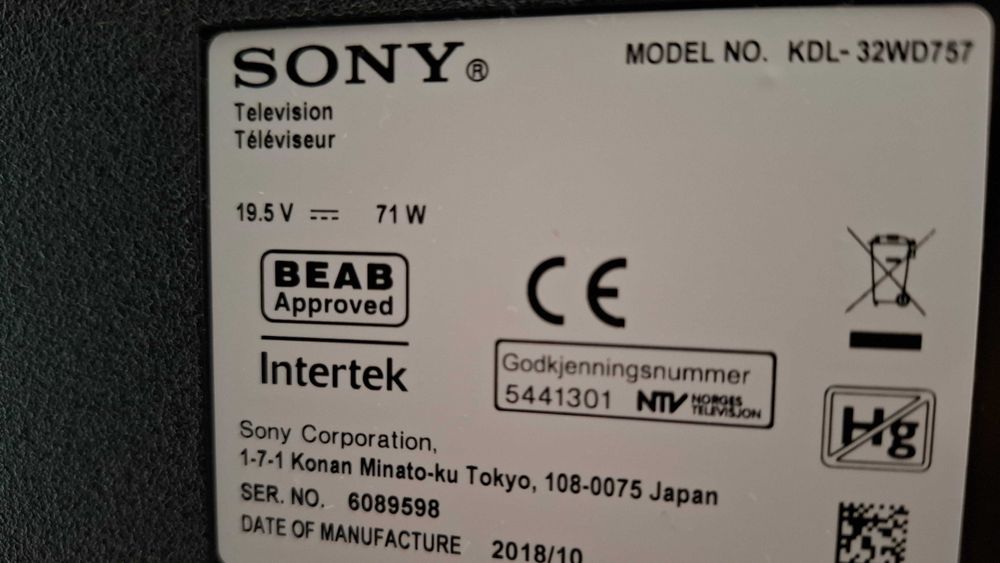 SONY®
MODEL NO. KDL-32WD757
Television
Téléviseur
19.5 V ⎓ 71 W
BEAB
Approved
Intertek
CE
Godkjenningsnummer
5441301 NTV NORGES
TELEVISJON
Hg
Sony Corporation,
1-7-1 Konan Minato-ku Tokyo, 108-0075 Japan
SER. NO. 6089598
DATE OF MANUFACTURE 2018/10